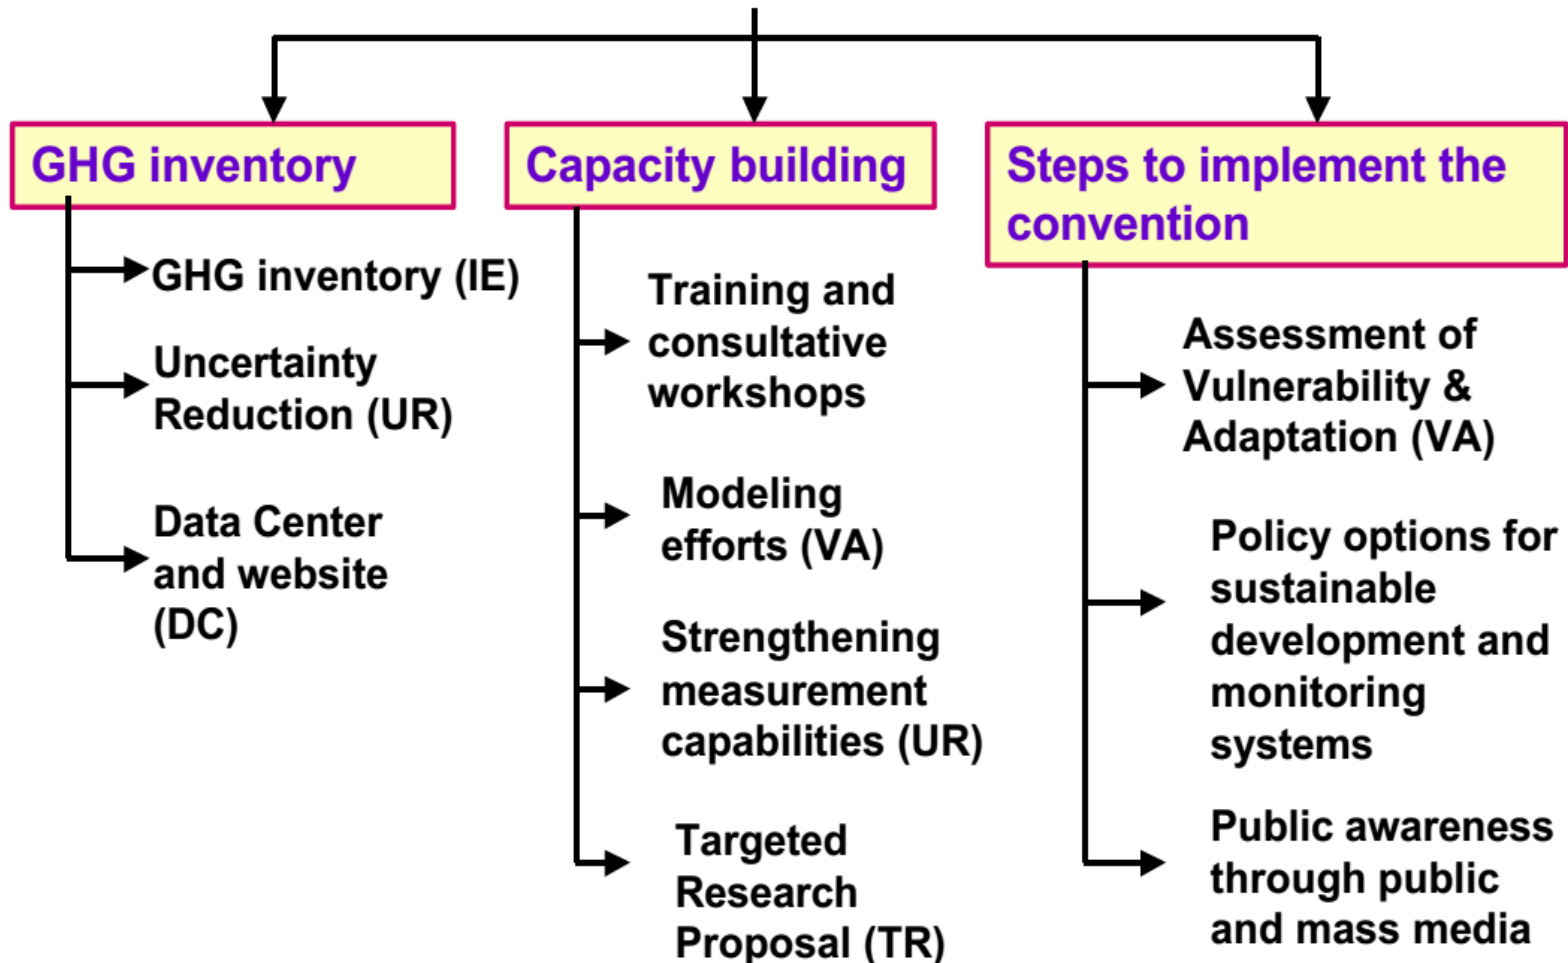 GHG inventory
GHG inventory (IE)
Uncertainty
Reduction (UR)
Data Center
and website
(DC)
Capacity building
Training and
consultative
workshops
Modeling
efforts (VA)
Strengthening
measurement
capabilities (UR)
Targeted
Research
Proposal (TR)
Steps to implement the
convention
Assessment of
Vulnerability &
Adaptation (VA)
Policy options for
sustainable
development and
monitoring
systems
Public awareness
through public
and mass media